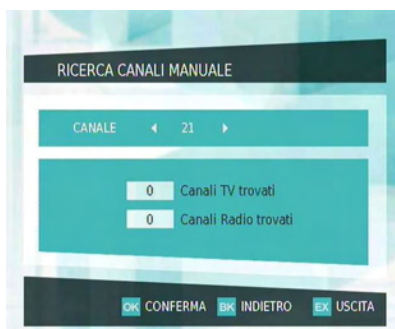 RICERCA CANALI MANUALE
CANALE 21
0 Canali TV trovati
0 Canali Radio trovati
OK CONFERMA BK INDIETRO EX USCITA